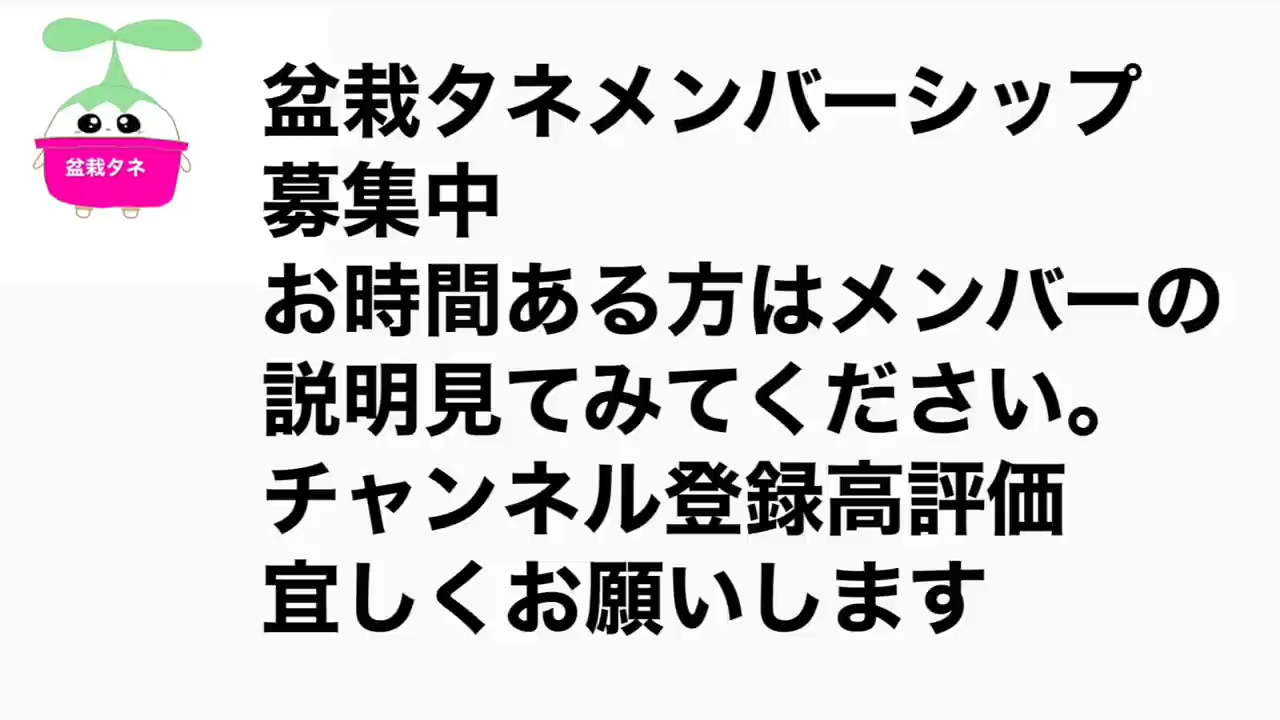 盆栽タネ
盆栽タネメンバーシップ
募集中
お時間ある方はメンバーの
説明見てみてください。
チャンネル登録高評価
宜しくお願いします